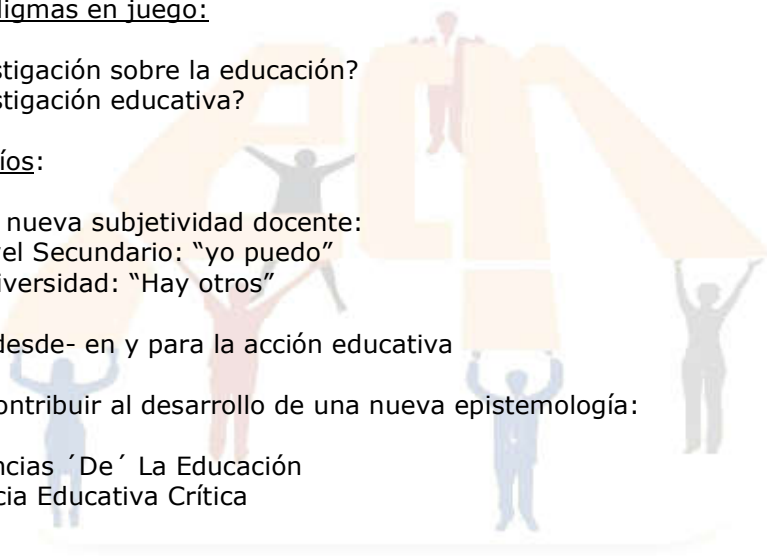 ligmas en juego:
stigación sobre la educación?
stigación educativa?
íos:
nueva subjetividad docente:
el Secundario: “yo puedo”
iversidad: “Hay otros”
desde- en y para la acción educativa
ontribuir al desarrollo de una nueva epistemología:
ncias ´De´ La Educación
cia Educativa Crítica